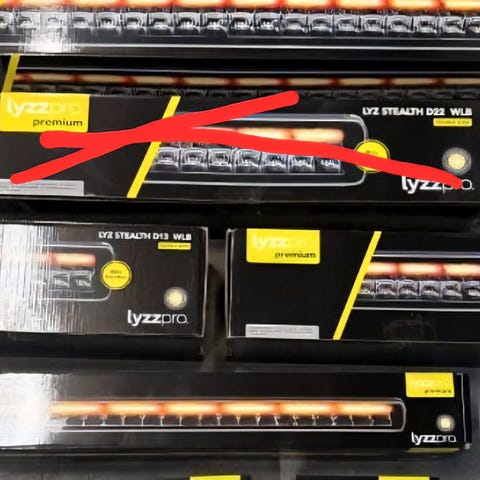 lyzzpro
premium
LYZ STEALTH D22 WLB
lyzzpro.
LYZ STEALTH D13 WLB
lyzzpro.
lyzzpro
premium
lyzzpro.